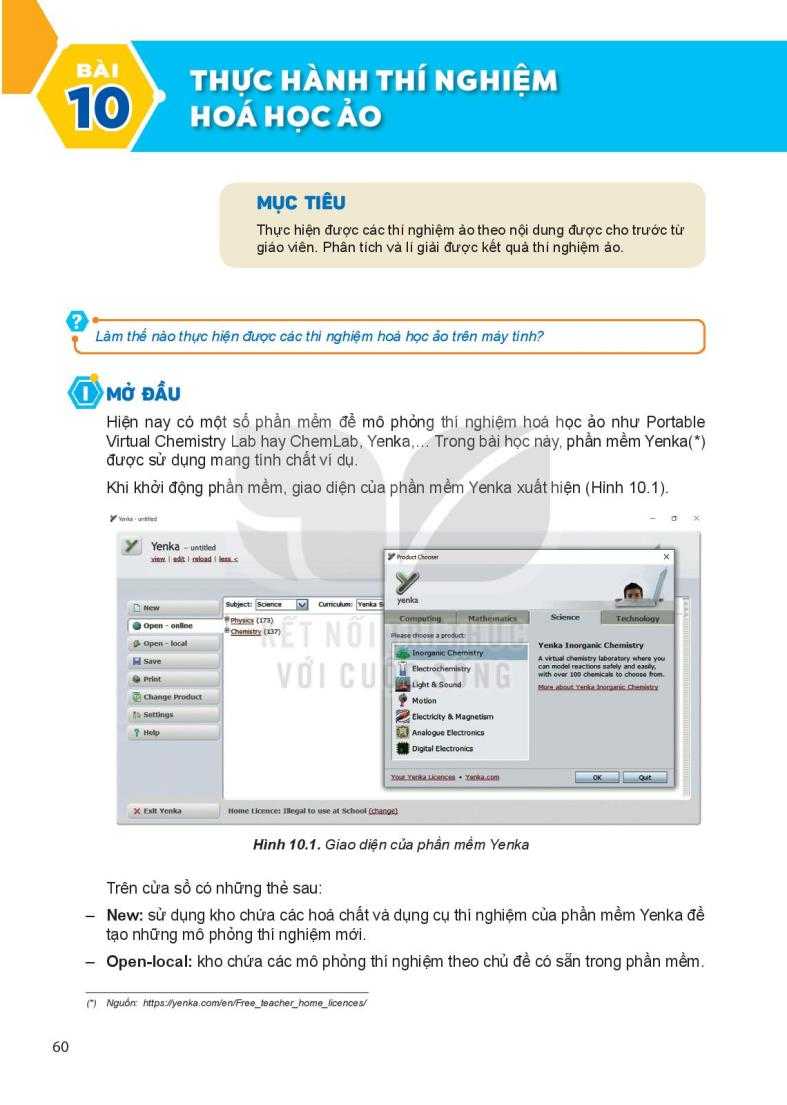 BÀI
10
THỰC HÀNH THÍ NGHIỆM
HOÁ HỌC ẢO
MỤC TIÊU
Thực hiện được các thí nghiệm ảo theo nội dung được cho trước từ
giáo viên. Phân tích và lí giải được kết quả thí nghiệm ảo.
?
Làm thế nào thực hiện được các thí nghiệm hoá học ảo trên máy tính?
I MỞ ĐẦU
Hiện nay có một số phần mềm để mô phỏng thí nghiệm hoá học ảo như Portable
Virtual Chemistry Lab hay ChemLab, Yenka,… Trong bài học này, phần mềm Yenka(*)
được sử dụng mang tính chất ví dụ.
Khi khởi động phần mềm, giao diện của phần mềm Yenka xuất hiện (Hình 10.1).
Yenka - untitled
Yenka – untitled
view | edit | reload | less <
New
Open - online
Open - local
Save
Print
Change Product
Settings
Help
Exit Yenka
Subject: Science Curriculum: Yenka S
Physics (173)
Chemistry (137)
Home Licence: Illegal to use at School (change)
Product Chooser
yenka
Computing Mathematics Science Technology
Please choose a product:
Inorganic Chemistry
Electrochemistry
Light & Sound
Motion
Electricity & Magnetism
Analogue Electronics
Digital Electronics
Yenka Inorganic Chemistry
A virtual chemistry laboratory where you
can model reactions safely and easily,
with over 100 chemicals to choose from.
More about Yenka Inorganic Chemistry
Your Yenka Licences • Yenka.com
OK Quit
KẾT NỐI TRI THỨC
VỚI CUỘC SỐNG
Hình 10.1. Giao diện của phần mềm Yenka
Trên cửa sổ có những thẻ sau:
– New: sử dụng kho chứa các hoá chất và dụng cụ thí nghiệm của phần mềm Yenka để
tạo những mô phỏng thí nghiệm mới.
– Open-local: kho chứa các mô phỏng thí nghiệm theo chủ đề có sẵn trong phần mềm.
(*) Nguồn: https://yenka.com/en/Free_teacher_home_licences/
60